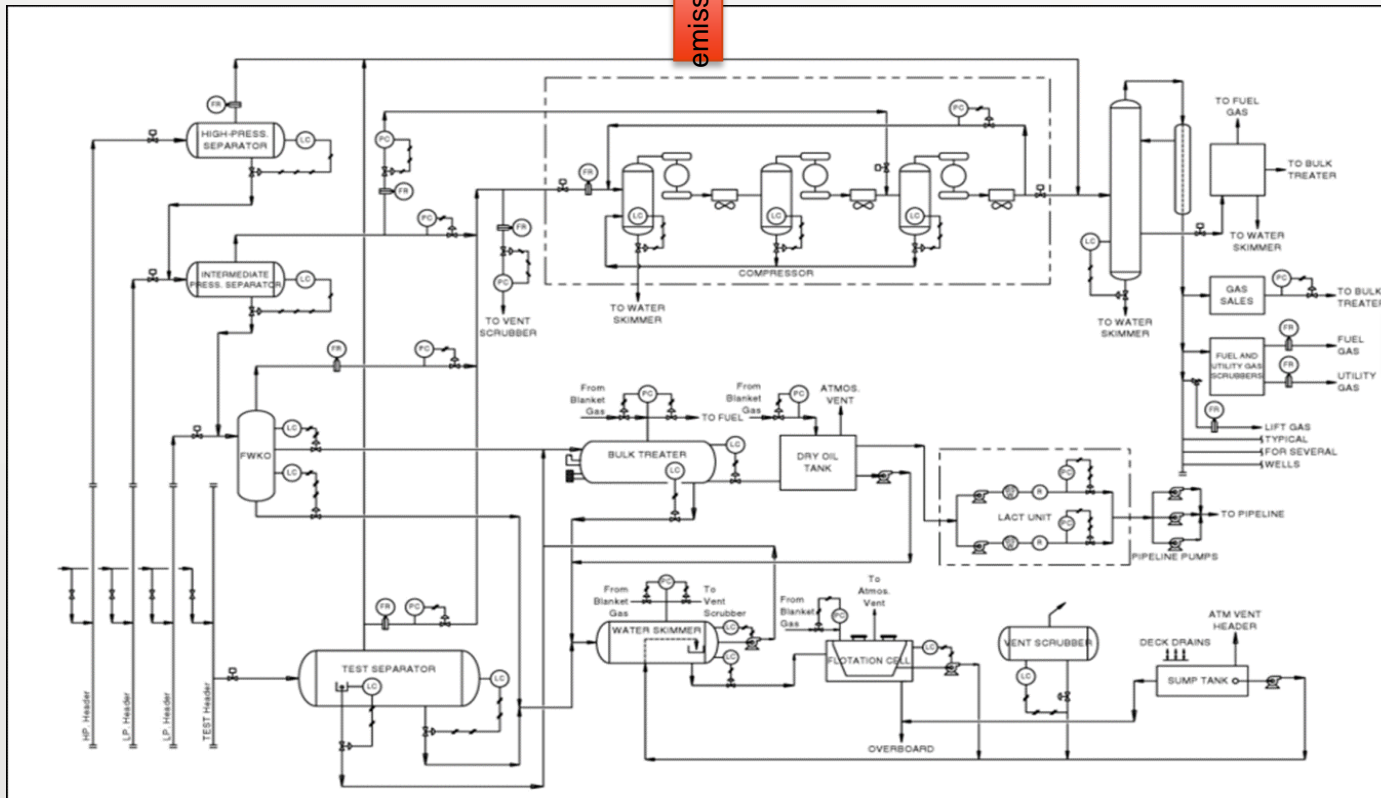 emiss
FR
HIGH-PRESS.
SEPARATOR
LC
PC
FR
PC
INTERMEDIATE
PRESS. SEPARATOR
LC
FR
PC
TO VENT
SCRUBBER
FR
PC
LC
LC
LC
COMPRESSOR
TO WATER
SKIMMER
LC
TO WATER
SKIMMER
TO FUEL
GAS
TO BULK
TREATER
TO WATER
SKIMMER
GAS
SALES
PC
TO BULK
TREATER
FUEL AND
UTILITY GAS
SCRUBBERS
FR
FUEL
GAS
FR
UTILITY
GAS
FR
LIFT GAS
TYPICAL
FOR SEVERAL
WELLS
FR
PC
FWKO
LC
LC
From
Blanket
Gas
PC
TO FUEL
BULK TREATER
LC
LC
From
Blanket
Gas
PC
ATMOS.
VENT
DRY OIL
TANK
PC
R
LACT UNIT
PC
R
TO PIPELINE
PIPELINE PUMPS
HP. Header
LP. Header
LP. Header
TEST Header
FR
PC
TEST SEPARATOR
LC
LC
From
Blanket
Gas
PC
To
Vent
Scrubber
WATER SKIMMER
LC
LC
From
Blanket
Gas
PC
To
Atmos.
Vent
FLOTATION CELL
LC
OVERBOARD
VENT SCRUBBER
LC
DECK DRAINS
ATM VENT
HEADER
SUMP TANK